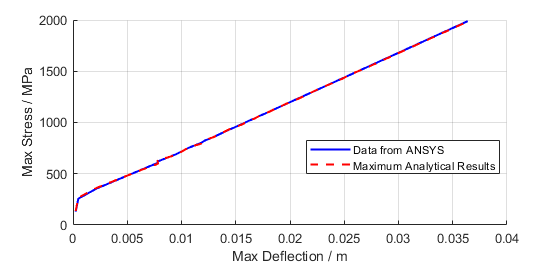 2000
1500
1000
500
0
Max Stress / MPa
0 0.005 0.01 0.015 0.02 0.025 0.03 0.035 0.04
Max Deflection / m
Data from ANSYS
Maximum Analytical Results